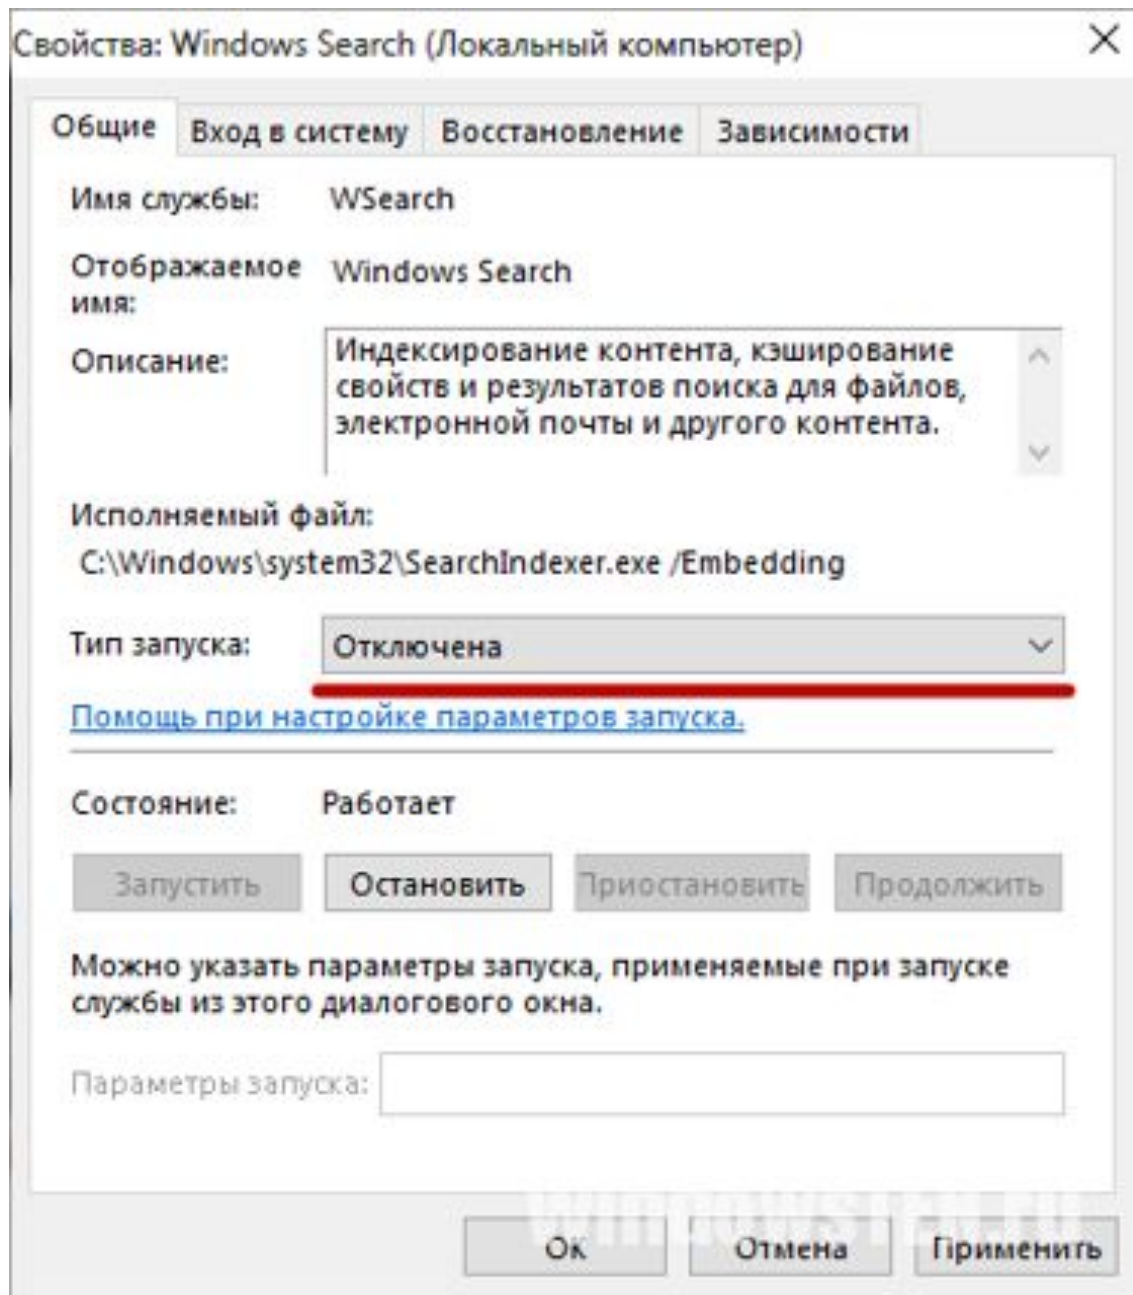 Свойства: Windows Search (Локальный компьютер)
Общие Вход в систему Восстановление Зависимости
Имя службы: WSearch
Отображаемое имя: Windows Search
Описание: Индексирование контента, кэширование
свойств и результатов поиска для файлов,
электронной почты и другого контента.
Исполняемый файл:
C:\Windows\system32\SearchIndexer.exe /Embedding
Тип запуска: Отключена
Помощь при настройке параметров запуска.
Состояние: Работает
Запустить Остановить Приостановить Продолжить
Можно указать параметры запуска, применяемые при запуске
службы из этого диалогового окна.
Параметры запуска:
windowsTEN.ru
ОК Отмена Применить